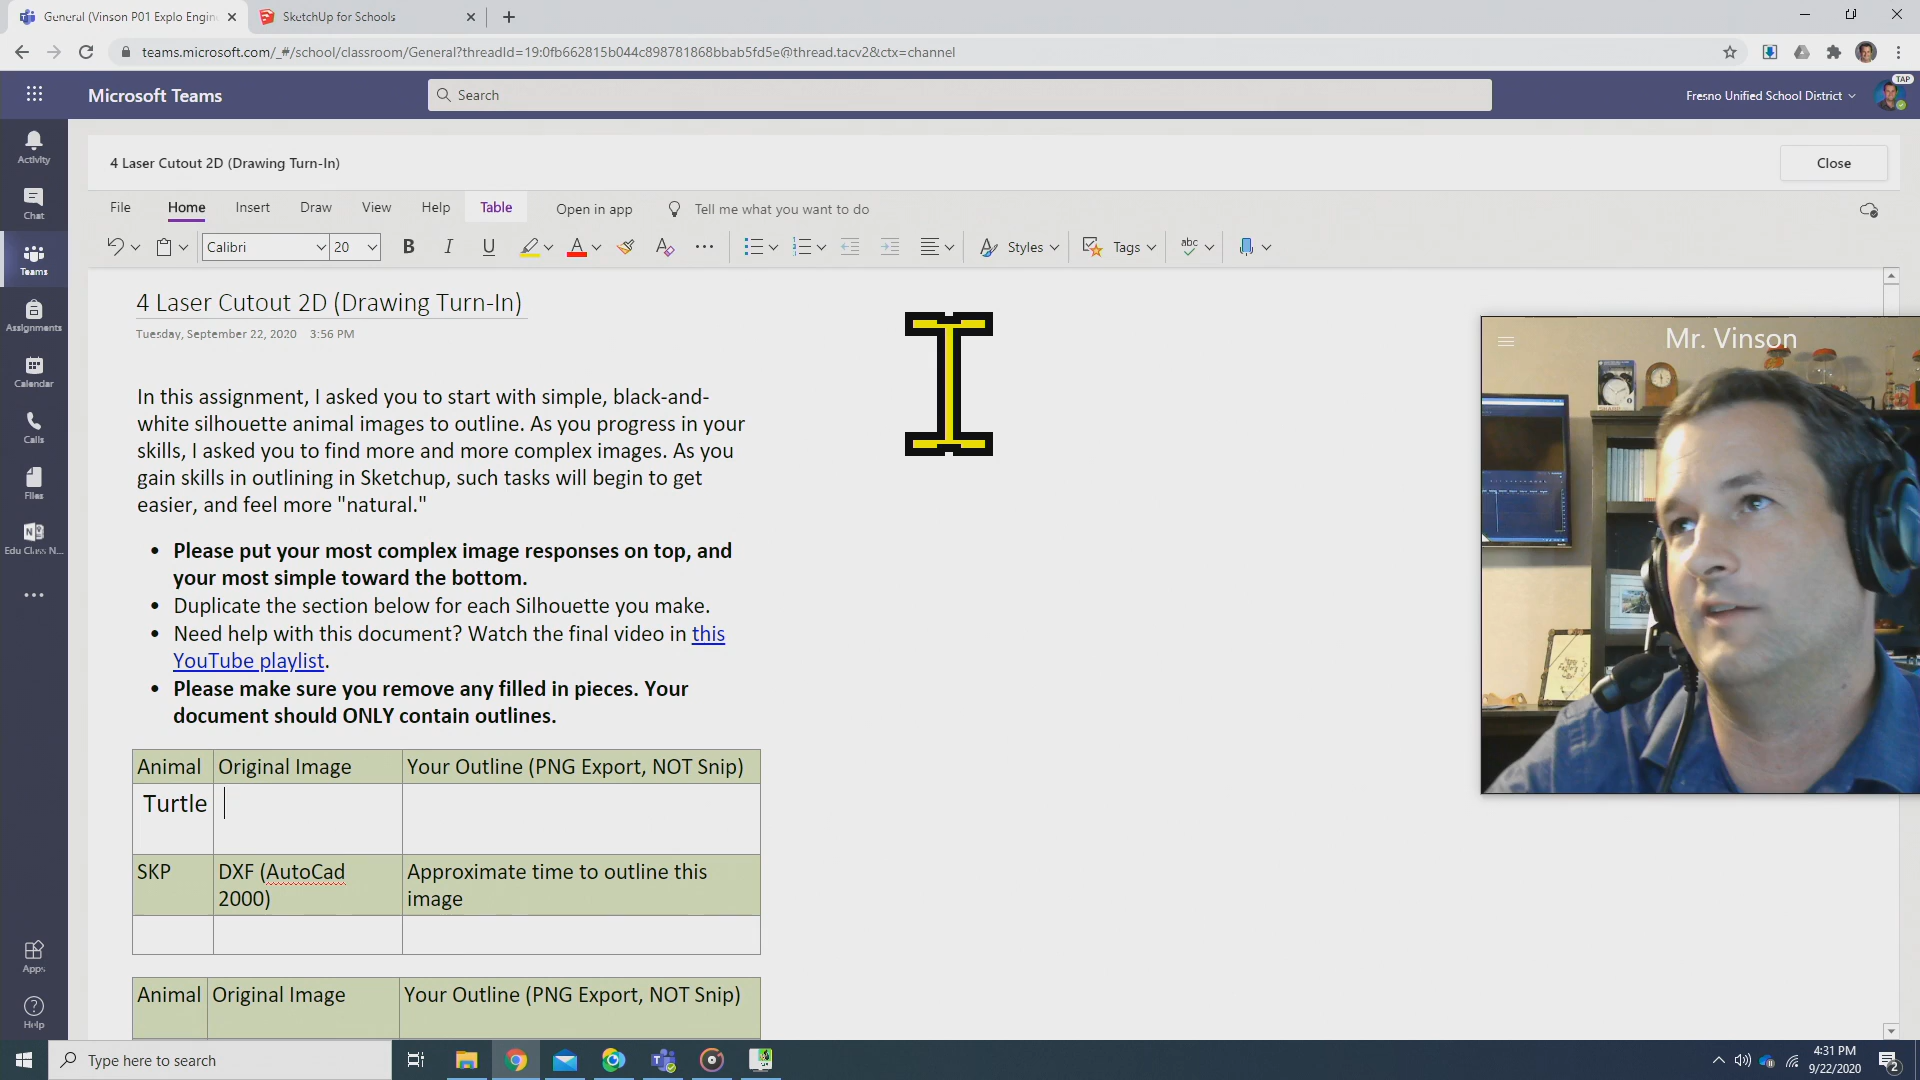 General (Vinson P01 Explo Engin
SketchUp for Schools
teams.microsoft.com/_#/school/classroom/General?threadId=19:0fb662815b044c898781868bbab5fd5e@thread.tacv2&ctx=channel
Microsoft Teams
Search
Fresno Unified School District
TAP
Activity
Chat
Teams
Assignments
Calendar
Calls
Files
Edu Class N...
Apps
Help
4 Laser Cutout 2D (Drawing Turn-In)
Close
File Home Insert Draw View Help Table Open in app Tell me what you want to do
Calibri 20 B I U A Styles Tags abc
4 Laser Cutout 2D (Drawing Turn-In)
Tuesday, September 22, 2020 3:56 PM
Mr. Vinson
In this assignment, I asked you to start with simple, black-and-
white silhouette animal images to outline. As you progress in your
skills, I asked you to find more and more complex images. As you
gain skills in outlining in Sketchup, such tasks will begin to get
easier, and feel more "natural."
• Please put your most complex image responses on top, and
your most simple toward the bottom.
• Duplicate the section below for each Silhouette you make.
• Need help with this document? Watch the final video in this
YouTube playlist.
• Please make sure you remove any filled in pieces. Your
document should ONLY contain outlines.
Animal Original Image Your Outline (PNG Export, NOT Snip)
Turtle
SKP DXF (AutoCad Approximate time to outline this
2000) image
Animal Original Image Your Outline (PNG Export, NOT Snip)
Type here to search
4:31 PM
9/22/2020
2